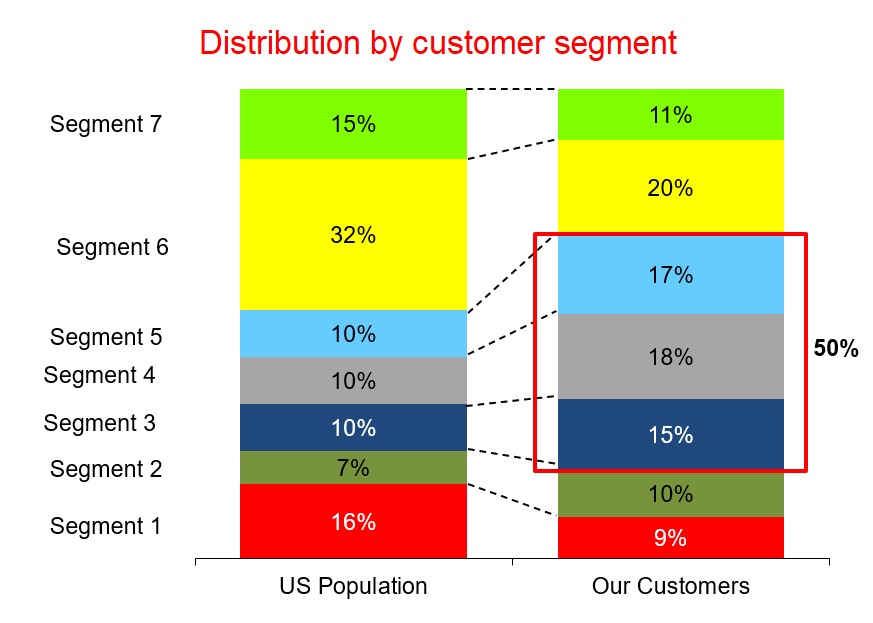 Distribution by customer segment
Segment 7
15%
11%
Segment 6
32%
20%
Segment 5
10%
17%
Segment 4
10%
18%
50%
Segment 3
10%
15%
Segment 2
7%
10%
Segment 1
16%
9%
US Population
Our Customers